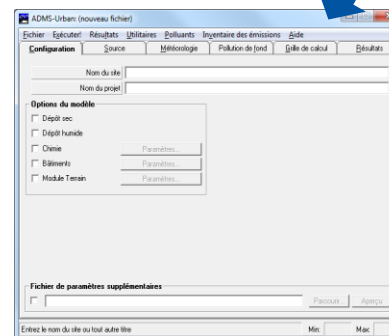 ADMS-Urban: (nouveau fichier)
Fichier Exécuter! Résultats Utilitaires Polluants Inventaire des émissions Aide
Configuration Source Météorologie Pollution de fond Grille de calcul Résultats
Nom du site
Nom du projet
Options du modèle
Dépôt sec
Dépôt humide
Chimie Paramètres...
Bâtiments Paramètres...
Module Terrain Paramètres...
Fichier de paramètres supplémentaires
Parcourir... Aperçu
Entrez le nom du site ou tout autre titre Min: Max: